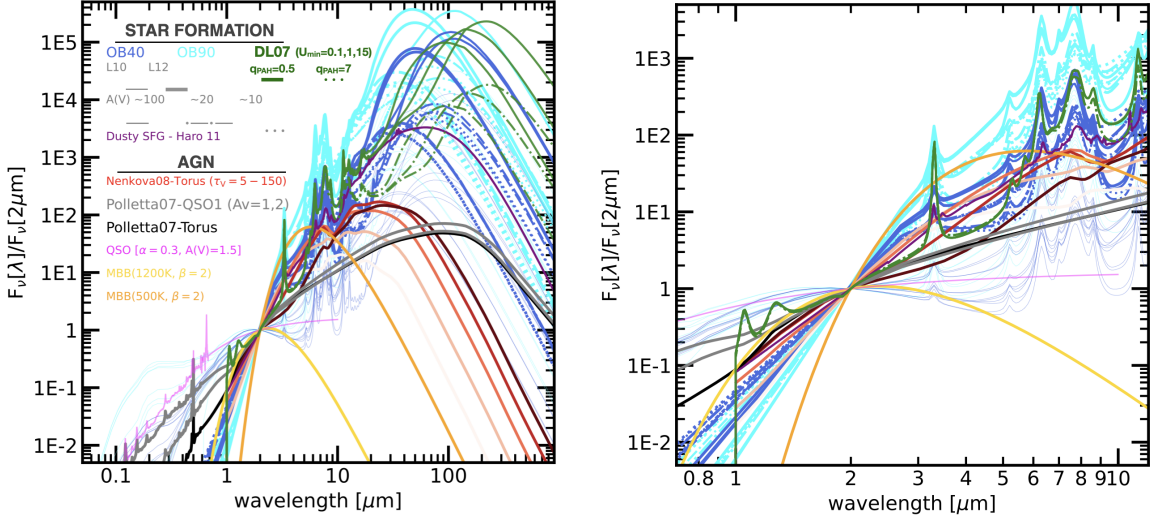 STAR FORMATION
OB40 OB90 DL07 (Umin=0.1,1,15)
L10 L12 qPAH=0.5 qPAH=7
A(V) ~100 ~20 ~10
Dusty SFG - Haro 11
AGN
Nenkova08-Torus (τV = 5 − 150)
Polletta07-QSO1 (Av=1,2)
Polletta07-Torus
QSO [α = 0.3, A(V)=1.5]
MBB(1200K, β = 2)
MBB(500K, β = 2)
1E5
1E4
1E3
1E2
1E1
1
1E-1
1E-2
Fν[λ]/Fν[2μm]
0.1 1 10 100
wavelength [μm]
1E3
1E2
1E1
1
1E-1
1E-2
Fν[λ]/Fν[2μm]
0.8 1 2 3 4 5 6 7 8 9 10
wavelength [μm]